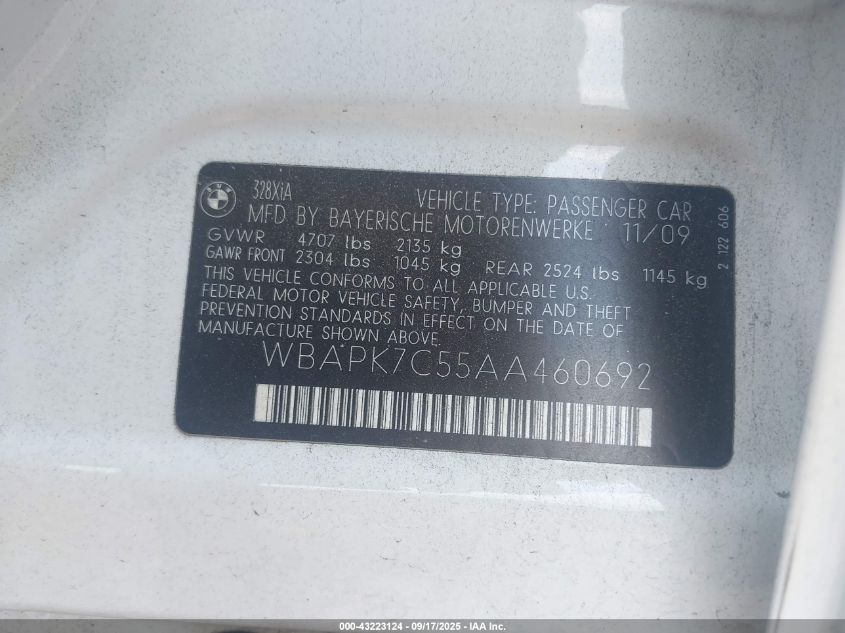 BMW
328XiA
VEHICLE TYPE: PASSENGER CAR
MFD BY BAYERISCHE MOTORENWERKE 11/09
GVWR 4707 lbs 2135 kg
GAWR FRONT 2304 lbs 1045 kg REAR 2524 lbs 1145 kg
THIS VEHICLE CONFORMS TO ALL APPLICABLE U.S.
FEDERAL MOTOR VEHICLE SAFETY, BUMPER AND THEFT
PREVENTION STANDARDS IN EFFECT ON THE DATE OF
MANUFACTURE SHOWN ABOVE.
WBAPK7C55AA460692
2 122 606
000-43223124 - 09/17/2025 - IAA Inc.